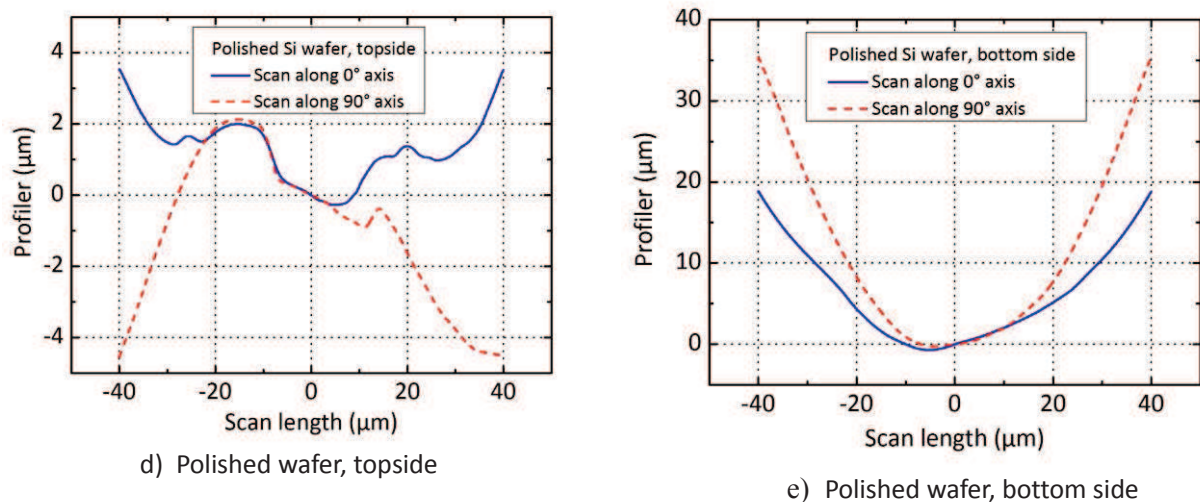 4
2
0
-2
-4
Profiler (µm)
Polished Si wafer, topside
Scan along 0° axis
Scan along 90° axis
-40
-20
0
20
40
Scan length (µm)
d) Polished wafer, topside
40
30
20
10
0
Profiler (µm)
Polished Si wafer, bottom side
Scan along 0° axis
Scan along 90° axis
-40
-20
0
20
40
Scan length (µm)
e) Polished wafer, bottom side